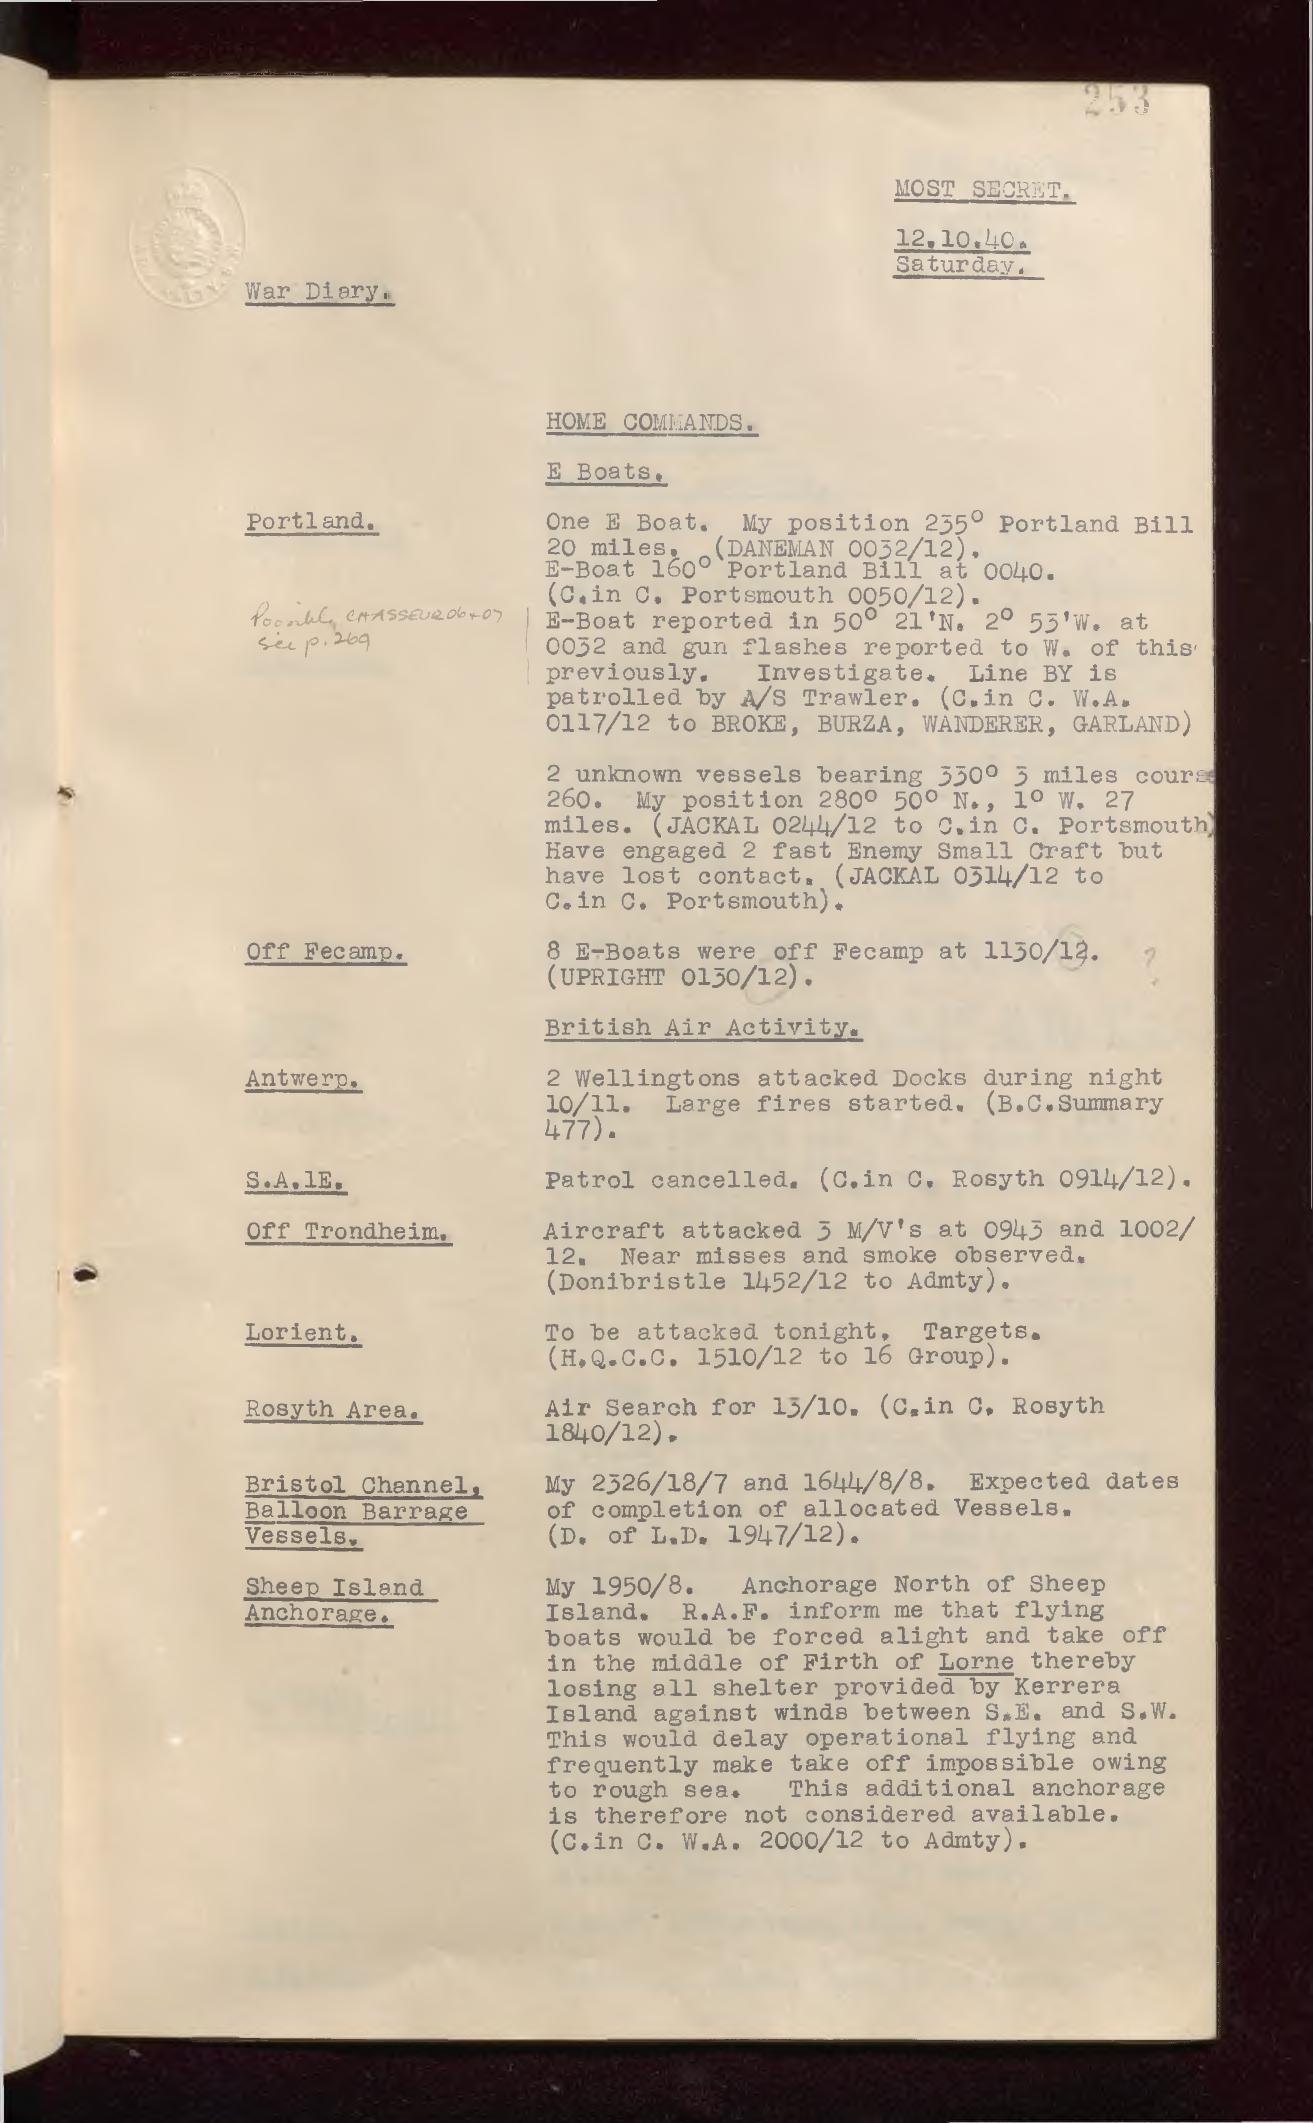 253
MOST SECRET.
12.10.40.
Saturday.
War Diary.
HOME COMMANDS.
E Boats.
Portland.
One E Boat. My position 235° Portland Bill
20 miles. (DANEMAN 0032/12).
E-Boat 160° Portland Bill at 0040.
(C.in C. Portsmouth 0050/12).
Possibly CHASSEUR 06 + 07
see p. 269
E-Boat reported in 50° 21'N. 2° 53'W. at
0032 and gun flashes reported to W. of this
previously. Investigate. Line BY is
patrolled by A/S Trawler. (C.in C. W.A.
0117/12 to BROKE, BURZA, WANDERER, GARLAND)
2 unknown vessels bearing 330° 3 miles course
260. My position 280° 50° N., 1° W. 27
miles. (JACKAL 0244/12 to C.in C. Portsmouth)
Have engaged 2 fast Enemy Small Craft but
have lost contact. (JACKAL 0314/12 to
C.in C. Portsmouth).
Off Fecamp.
8 E-Boats were off Fecamp at 1130/12. ?
(UPRIGHT 0130/12).
British Air Activity.
Antwerp.
2 Wellingtons attacked Docks during night
10/11. Large fires started. (B.C.Summary
477).
S.A.1E.
Patrol cancelled. (C.in C. Rosyth 0914/12).
Off Trondheim.
Aircraft attacked 3 M/V's at 0943 and 1002/
12. Near misses and smoke observed.
(Donibristle 1452/12 to Admty).
Lorient.
To be attacked tonight. Targets.
(H.Q.C.C. 1510/12 to 16 Group).
Rosyth Area.
Air Search for 13/10. (C.in C. Rosyth
1840/12).
Bristol Channel,
Balloon Barrage
Vessels.
My 2326/18/7 and 1644/8/8. Expected dates
of completion of allocated Vessels.
(D. of L.D. 1947/12).
Sheep Island
Anchorage.
My 1950/8. Anchorage North of Sheep
Island. R.A.F. inform me that flying
boats would be forced alight and take off
in the middle of Firth of Lorne thereby
losing all shelter provided by Kerrera
Island against winds between S.E. and S.W.
This would delay operational flying and
frequently make take off impossible owing
to rough sea. This additional anchorage
is therefore not considered available.
(C.in C. W.A. 2000/12 to Admty).